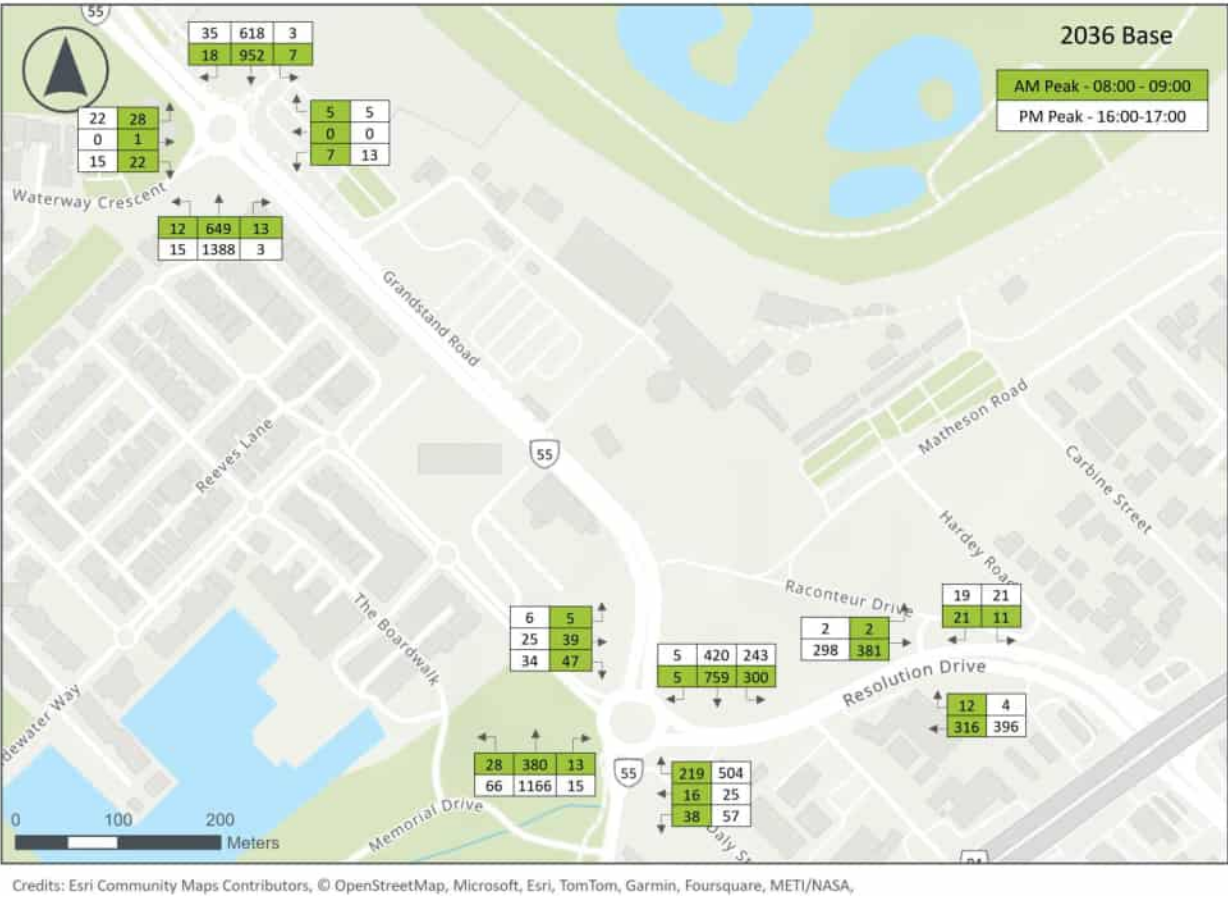 55
2036 Base
AM Peak - 08:00 - 09:00
PM Peak - 16:00-17:00
35 618 3
18 952 7
22 28
0 1
15 22
5 5
0 0
7 13
Waterway Crescent
12 649 13
15 1388 3
Grandstand Road
55
Reeves Lane
Matheson Road
Carbine Street
Hardey Road
Raconteur Drive
The Boardwalk
6 5
25 39
34 47
5 420 243
5 759 300
2 2
298 381
19 21
21 11
Resolution Drive
12 4
316 396
dewater Way
28 380 13
66 1166 15
55
219 504
16 25
38 57
Memorial Drive
Daly St
0 100 200
Meters
Credits: Esri Community Maps Contributors, © OpenStreetMap, Microsoft, Esri, TomTom, Garmin, Foursquare, METI/NASA,